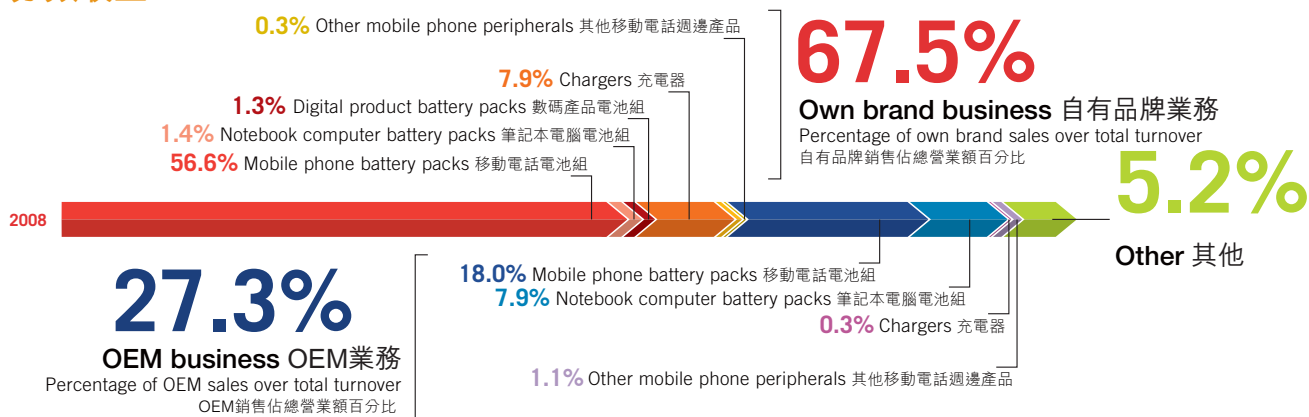 0.3% Other mobile phone peripherals 其他移動電話週邊產品
7.9% Chargers 充電器
1.3% Digital product battery packs 數碼產品電池組
1.4% Notebook computer battery packs 筆記本電腦電池組
56.6% Mobile phone battery packs 移動電話電池組
67.5%
Own brand business 自有品牌業務
Percentage of own brand sales over total turnover
自有品牌銷售佔總營業額百分比
5.2%
Other 其他
2008
27.3%
OEM business OEM業務
Percentage of OEM sales over total turnover
OEM銷售佔總營業額百分比
18.0% Mobile phone battery packs 移動電話電池組
7.9% Notebook computer battery packs 筆記本電腦電池組
0.3% Chargers 充電器
1.1% Other mobile phone peripherals 其他移動電話週邊產品